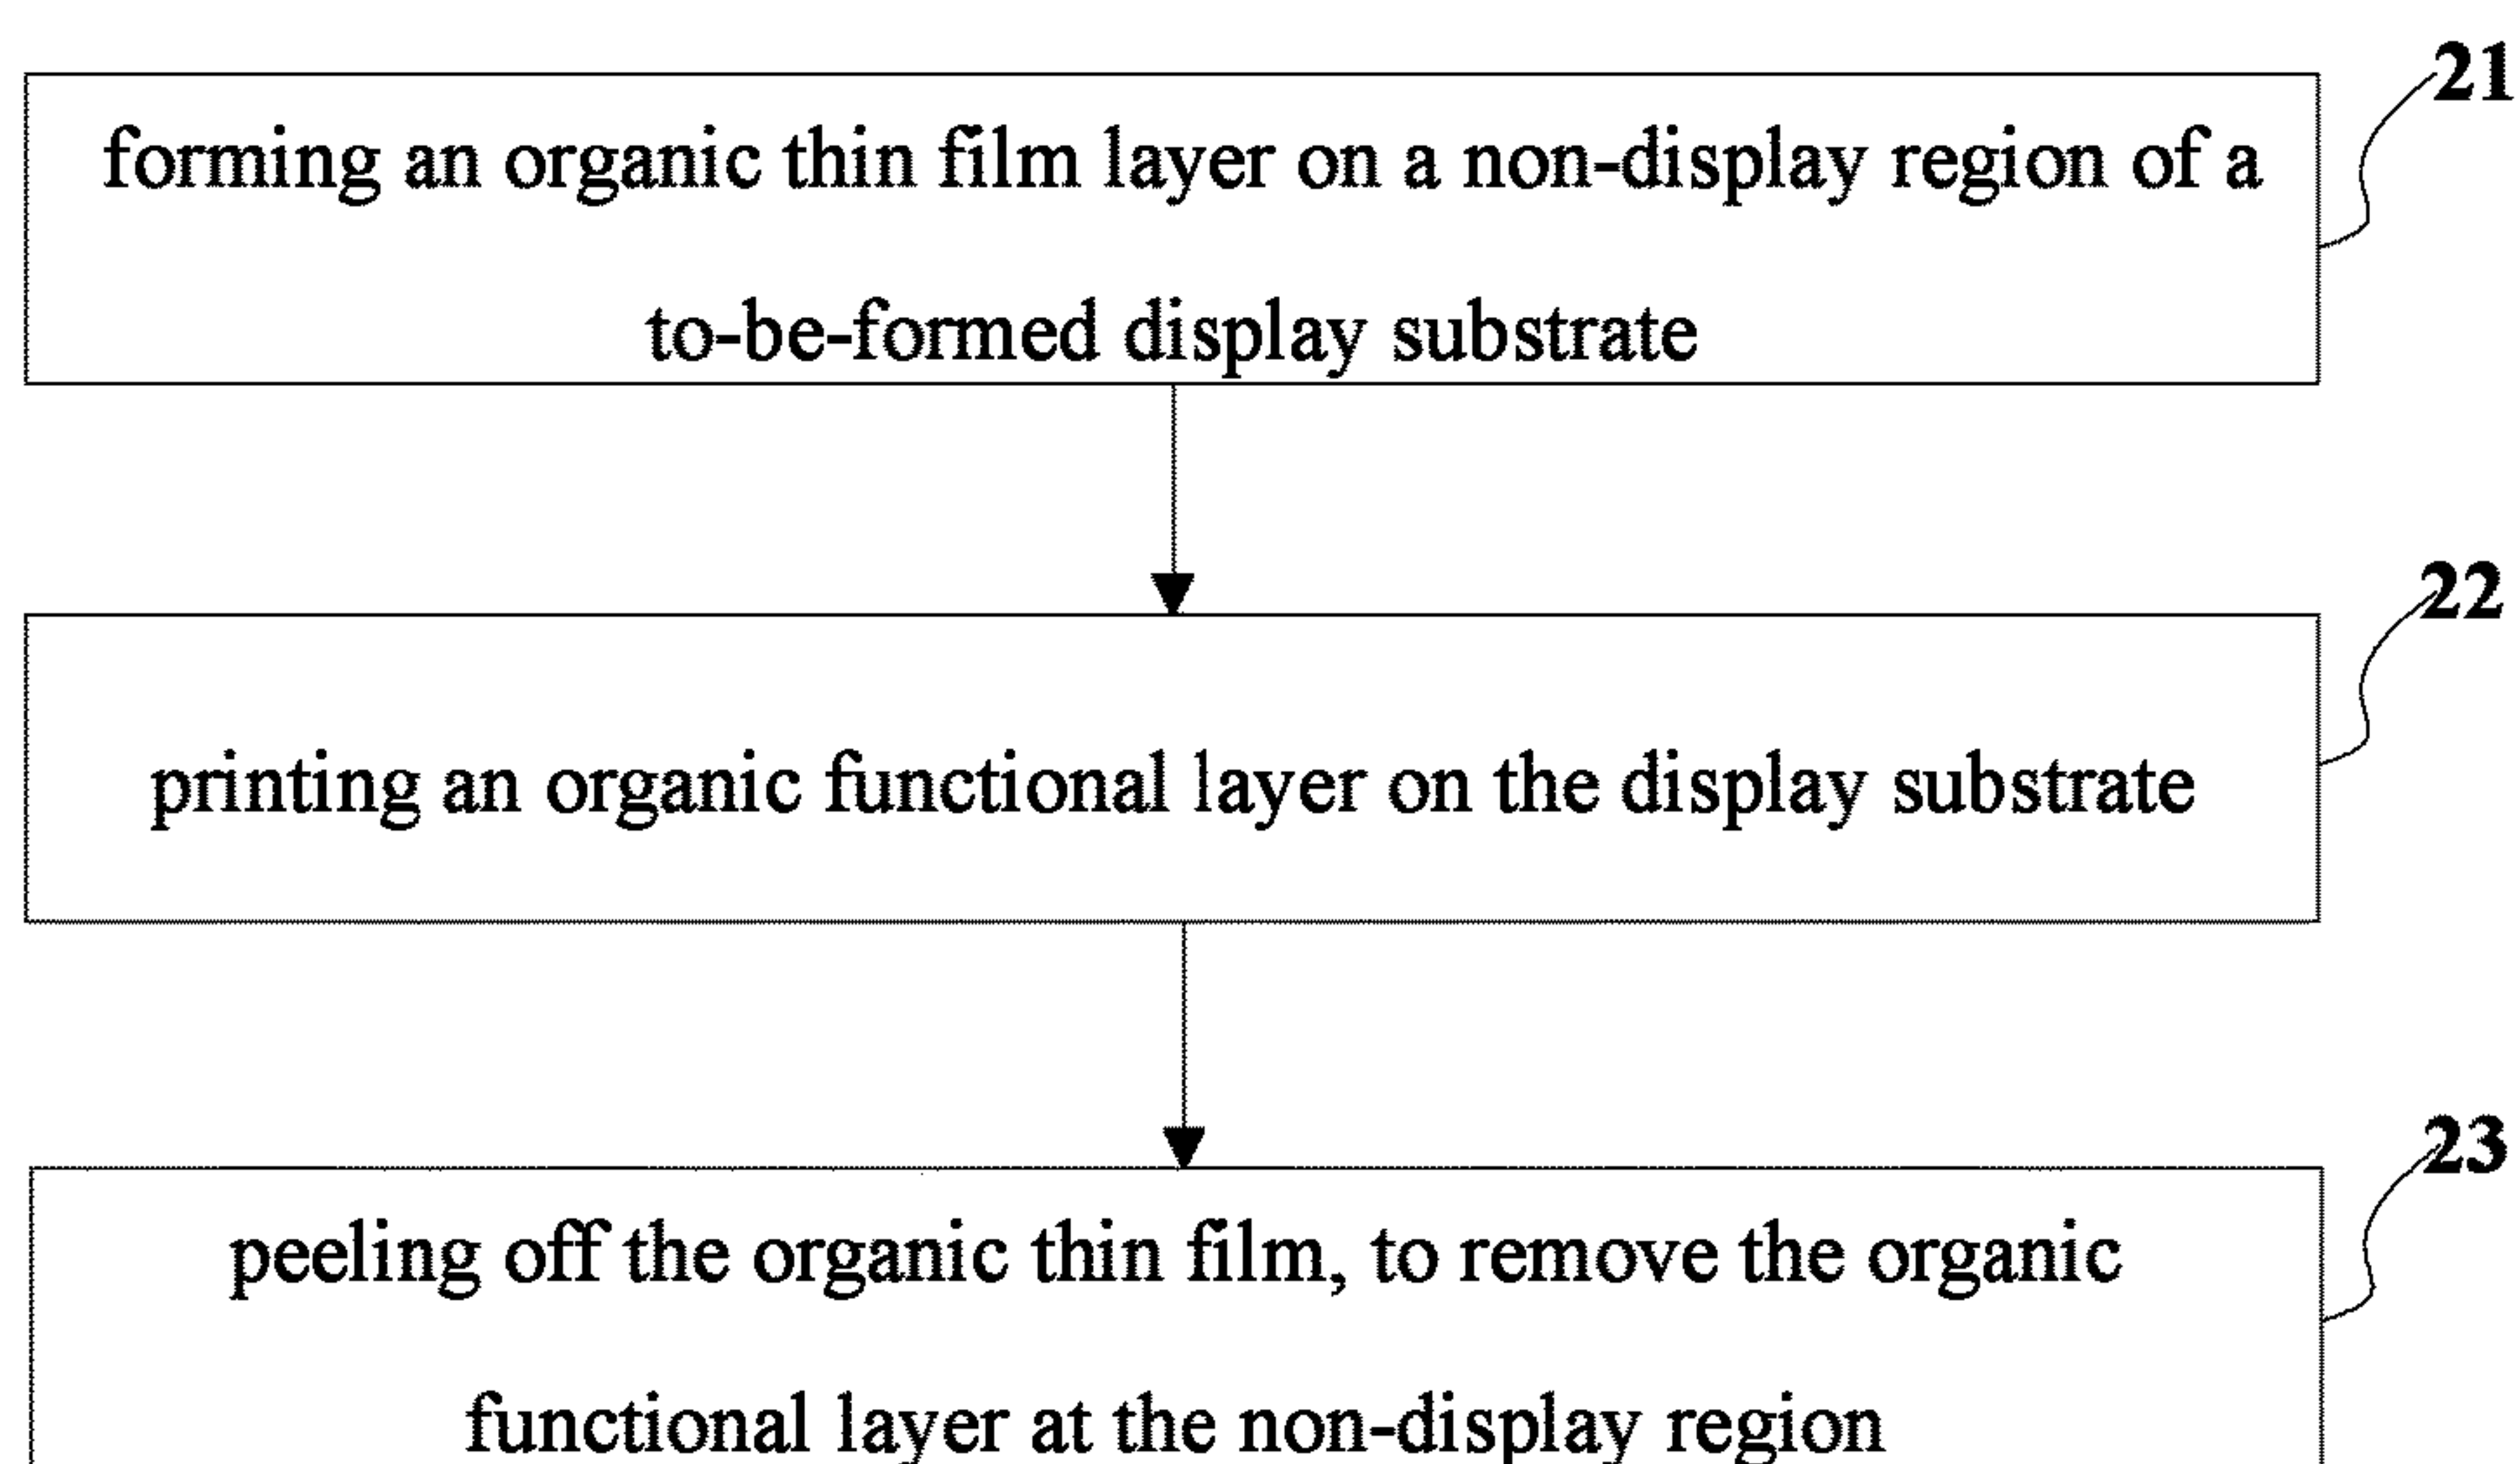 21
forming an organic thin film layer on a non-display region of a
to-be-formed display substrate
22
printing an organic functional layer on the display substrate
23
peeling off the organic thin film, to remove the organic
functional layer at the non-display region